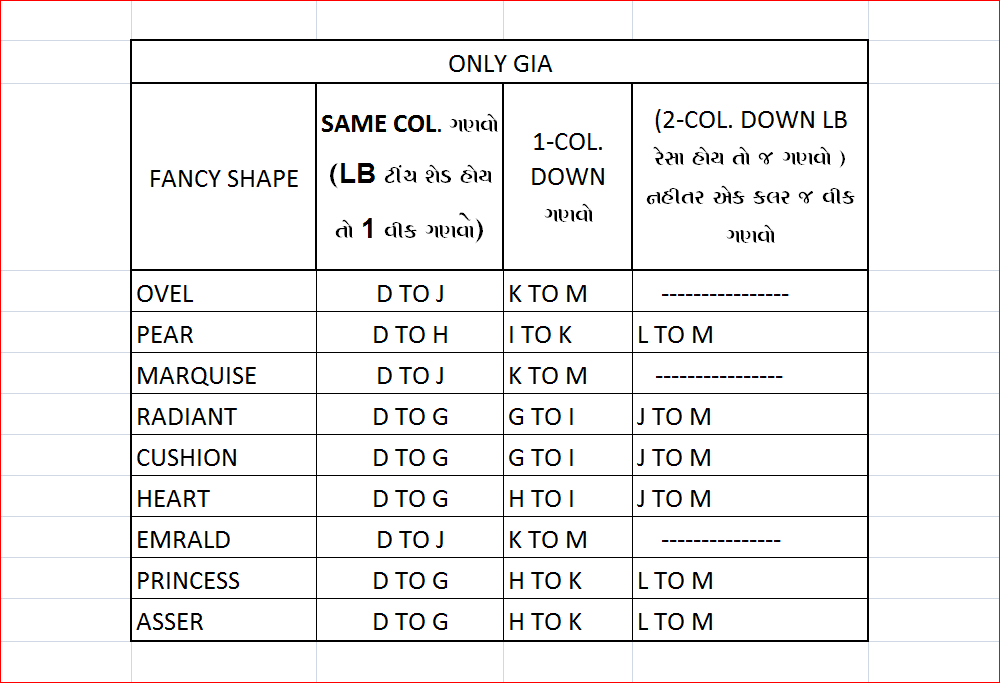 ONLY GIA
FANCY SHAPE
SAME COL. ગણવો
(LB ટીંચ શેડ હોય
તો 1 વીક ગણવો)
1-COL.
DOWN
ગણવો
(2-COL. DOWN LB
રેસા હોય તો જ ગણવો )
નહીતર એક કલર જ વીક
ગણવો
OVEL D TO J K TO M ----------------
PEAR D TO H I TO K L TO M
MARQUISE D TO J K TO M ----------------
RADIANT D TO G G TO I J TO M
CUSHION D TO G G TO I J TO M
HEART D TO G H TO I J TO M
EMRALD D TO J K TO M ---------------
PRINCESS D TO G H TO K L TO M
ASSER D TO G H TO K L TO M